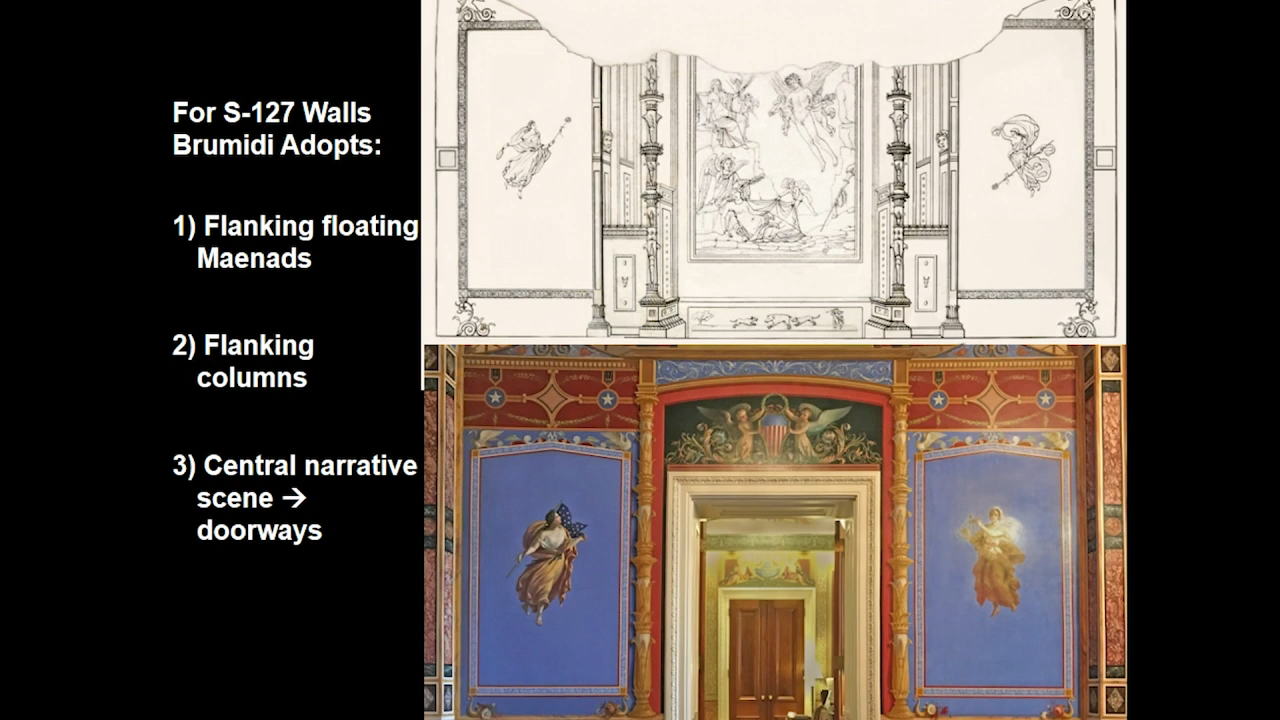 For S-127 Walls
Brumidi Adopts:
1) Flanking floating
Maenads
2) Flanking
columns
3) Central narrative
scene →
doorways